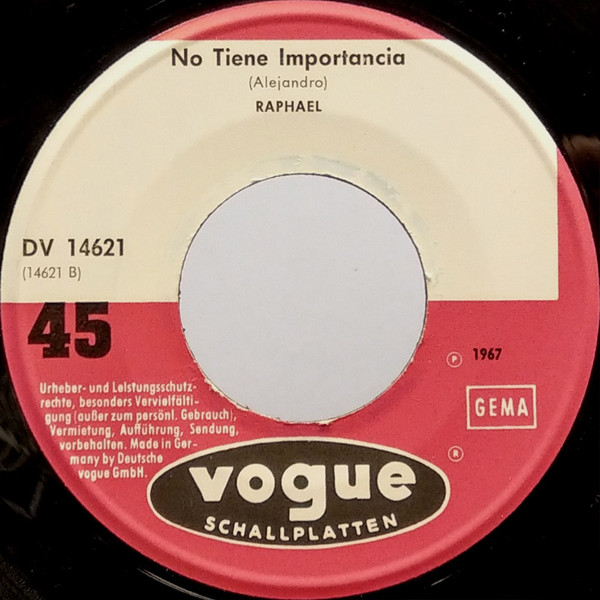 No Tiene Importancia
(Alejandro)
RAPHAEL
DV 14621
(14621 B)
45
℗ 1967
GEMA
Urheber- und Leistungsschutz-
rechte, besonders Vervielfälti-
gung (außer zum persönl. Gebrauch),
Vermietung, Aufführung, Sendung,
vorbehalten. Made in Ger-
many by Deutsche
vogue GmbH.
®
vogue
SCHALLPLATTEN